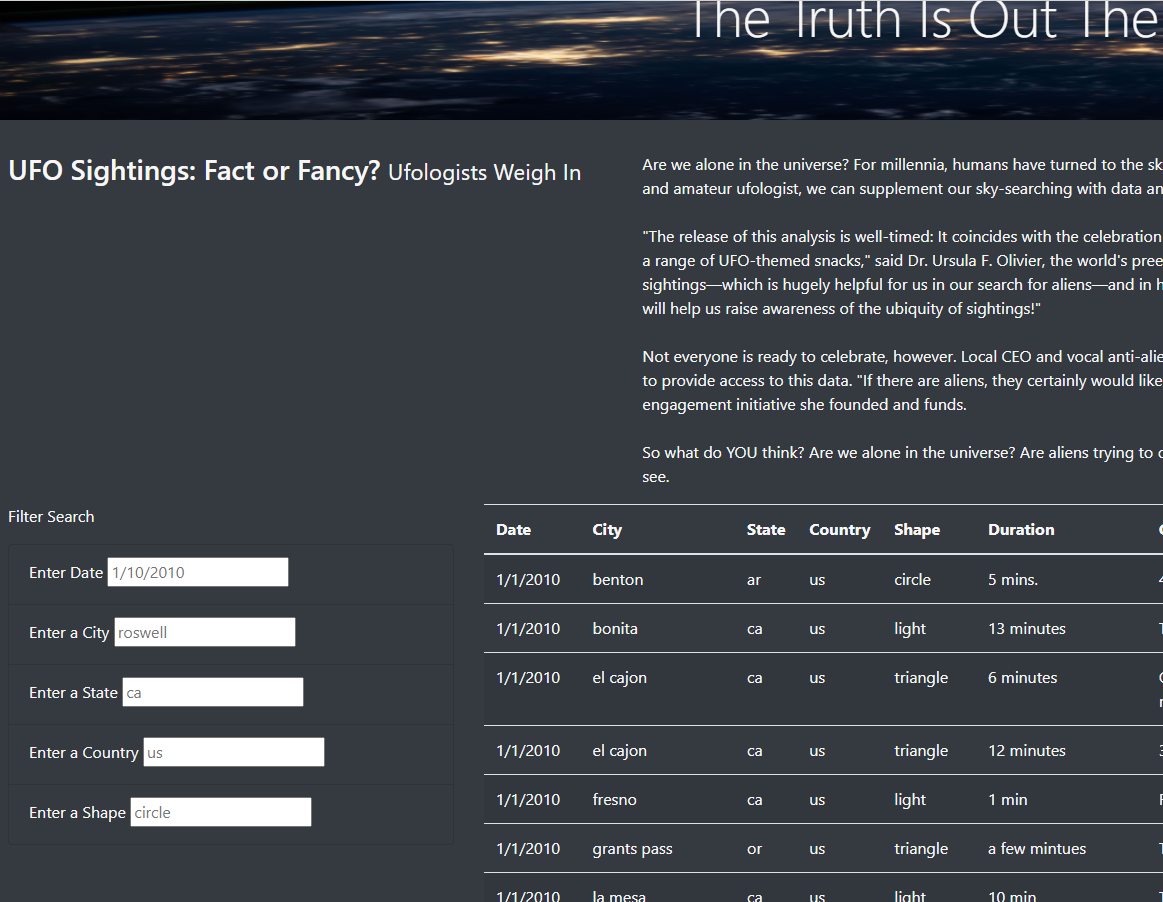 The Truth Is Out The
UFO Sightings: Fact or Fancy? Ufologists Weigh In
Are we alone in the universe? For millennia, humans have turned to the sk
and amateur ufologist, we can supplement our sky-searching with data an
"The release of this analysis is well-timed: It coincides with the celebration
a range of UFO-themed snacks," said Dr. Ursula F. Olivier, the world's pree
sightings—which is hugely helpful for us in our search for aliens—and in h
will help us raise awareness of the ubiquity of sightings!"
Not everyone is ready to celebrate, however. Local CEO and vocal anti-alie
to provide access to this data. "If there are aliens, they certainly would like
engagement initiative she founded and funds.
So what do YOU think? Are we alone in the universe? Are aliens trying to c
see.
Filter Search
Enter Date 1/10/2010
Enter a City roswell
Enter a State ca
Enter a Country us
Enter a Shape circle
Date City State Country Shape Duration
1/1/2010 benton ar us circle 5 mins.
1/1/2010 bonita ca us light 13 minutes
1/1/2010 el cajon ca us triangle 6 minutes
1/1/2010 el cajon ca us triangle 12 minutes
1/1/2010 fresno ca us light 1 min
1/1/2010 grants pass or us triangle a few mintues
1/1/2010 la mesa ca us light 10 min